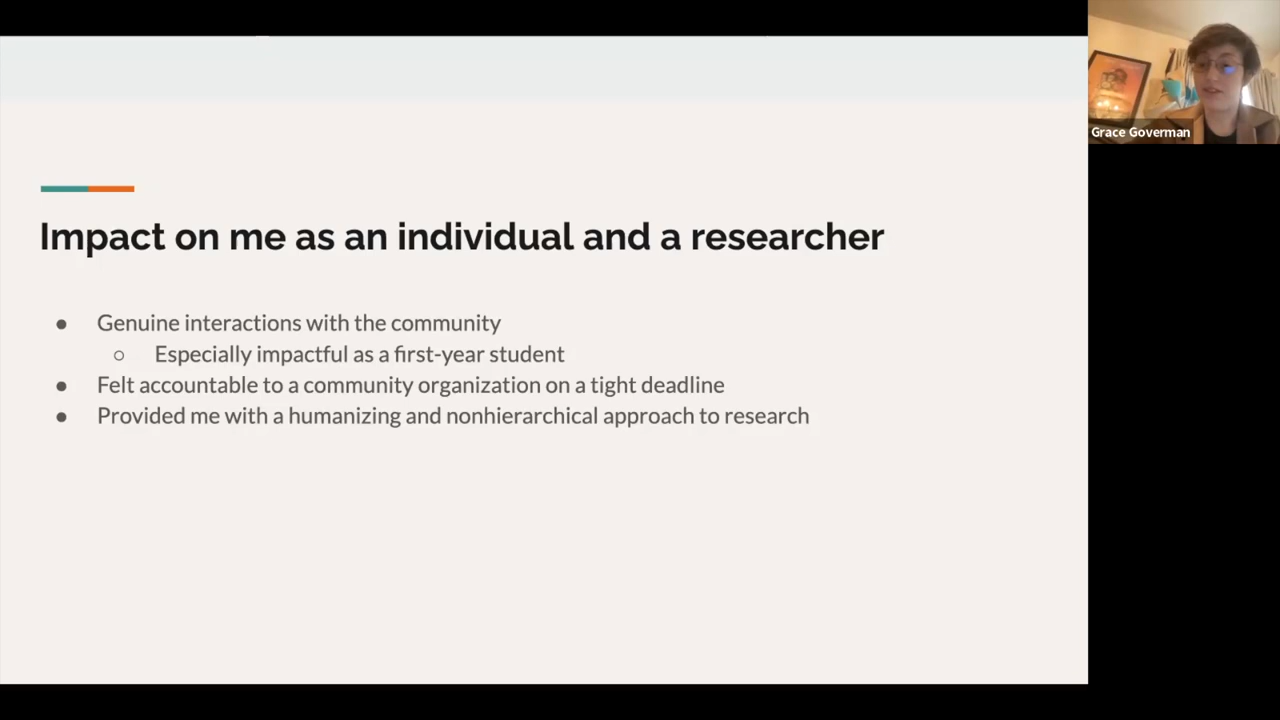 Grace Goverman
Impact on me as an individual and a researcher
● Genuine interactions with the community
○ Especially impactful as a first-year student
● Felt accountable to a community organization on a tight deadline
● Provided me with a humanizing and nonhierarchical approach to research